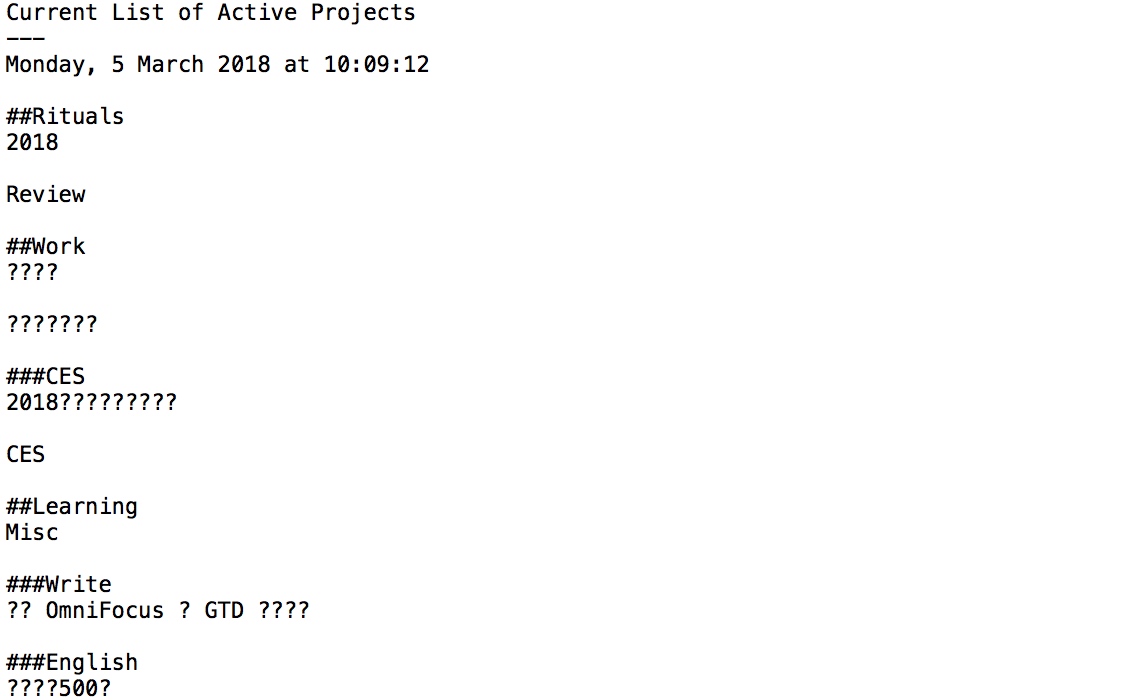 Current List of Active Projects
---
Monday, 5 March 2018 at 10:09:12
##Rituals
2018
Review
##Work
????
???????
###CES
2018?????????
CES
##Learning
Misc
###Write
?? OmniFocus ? GTD ????
###English
????500?